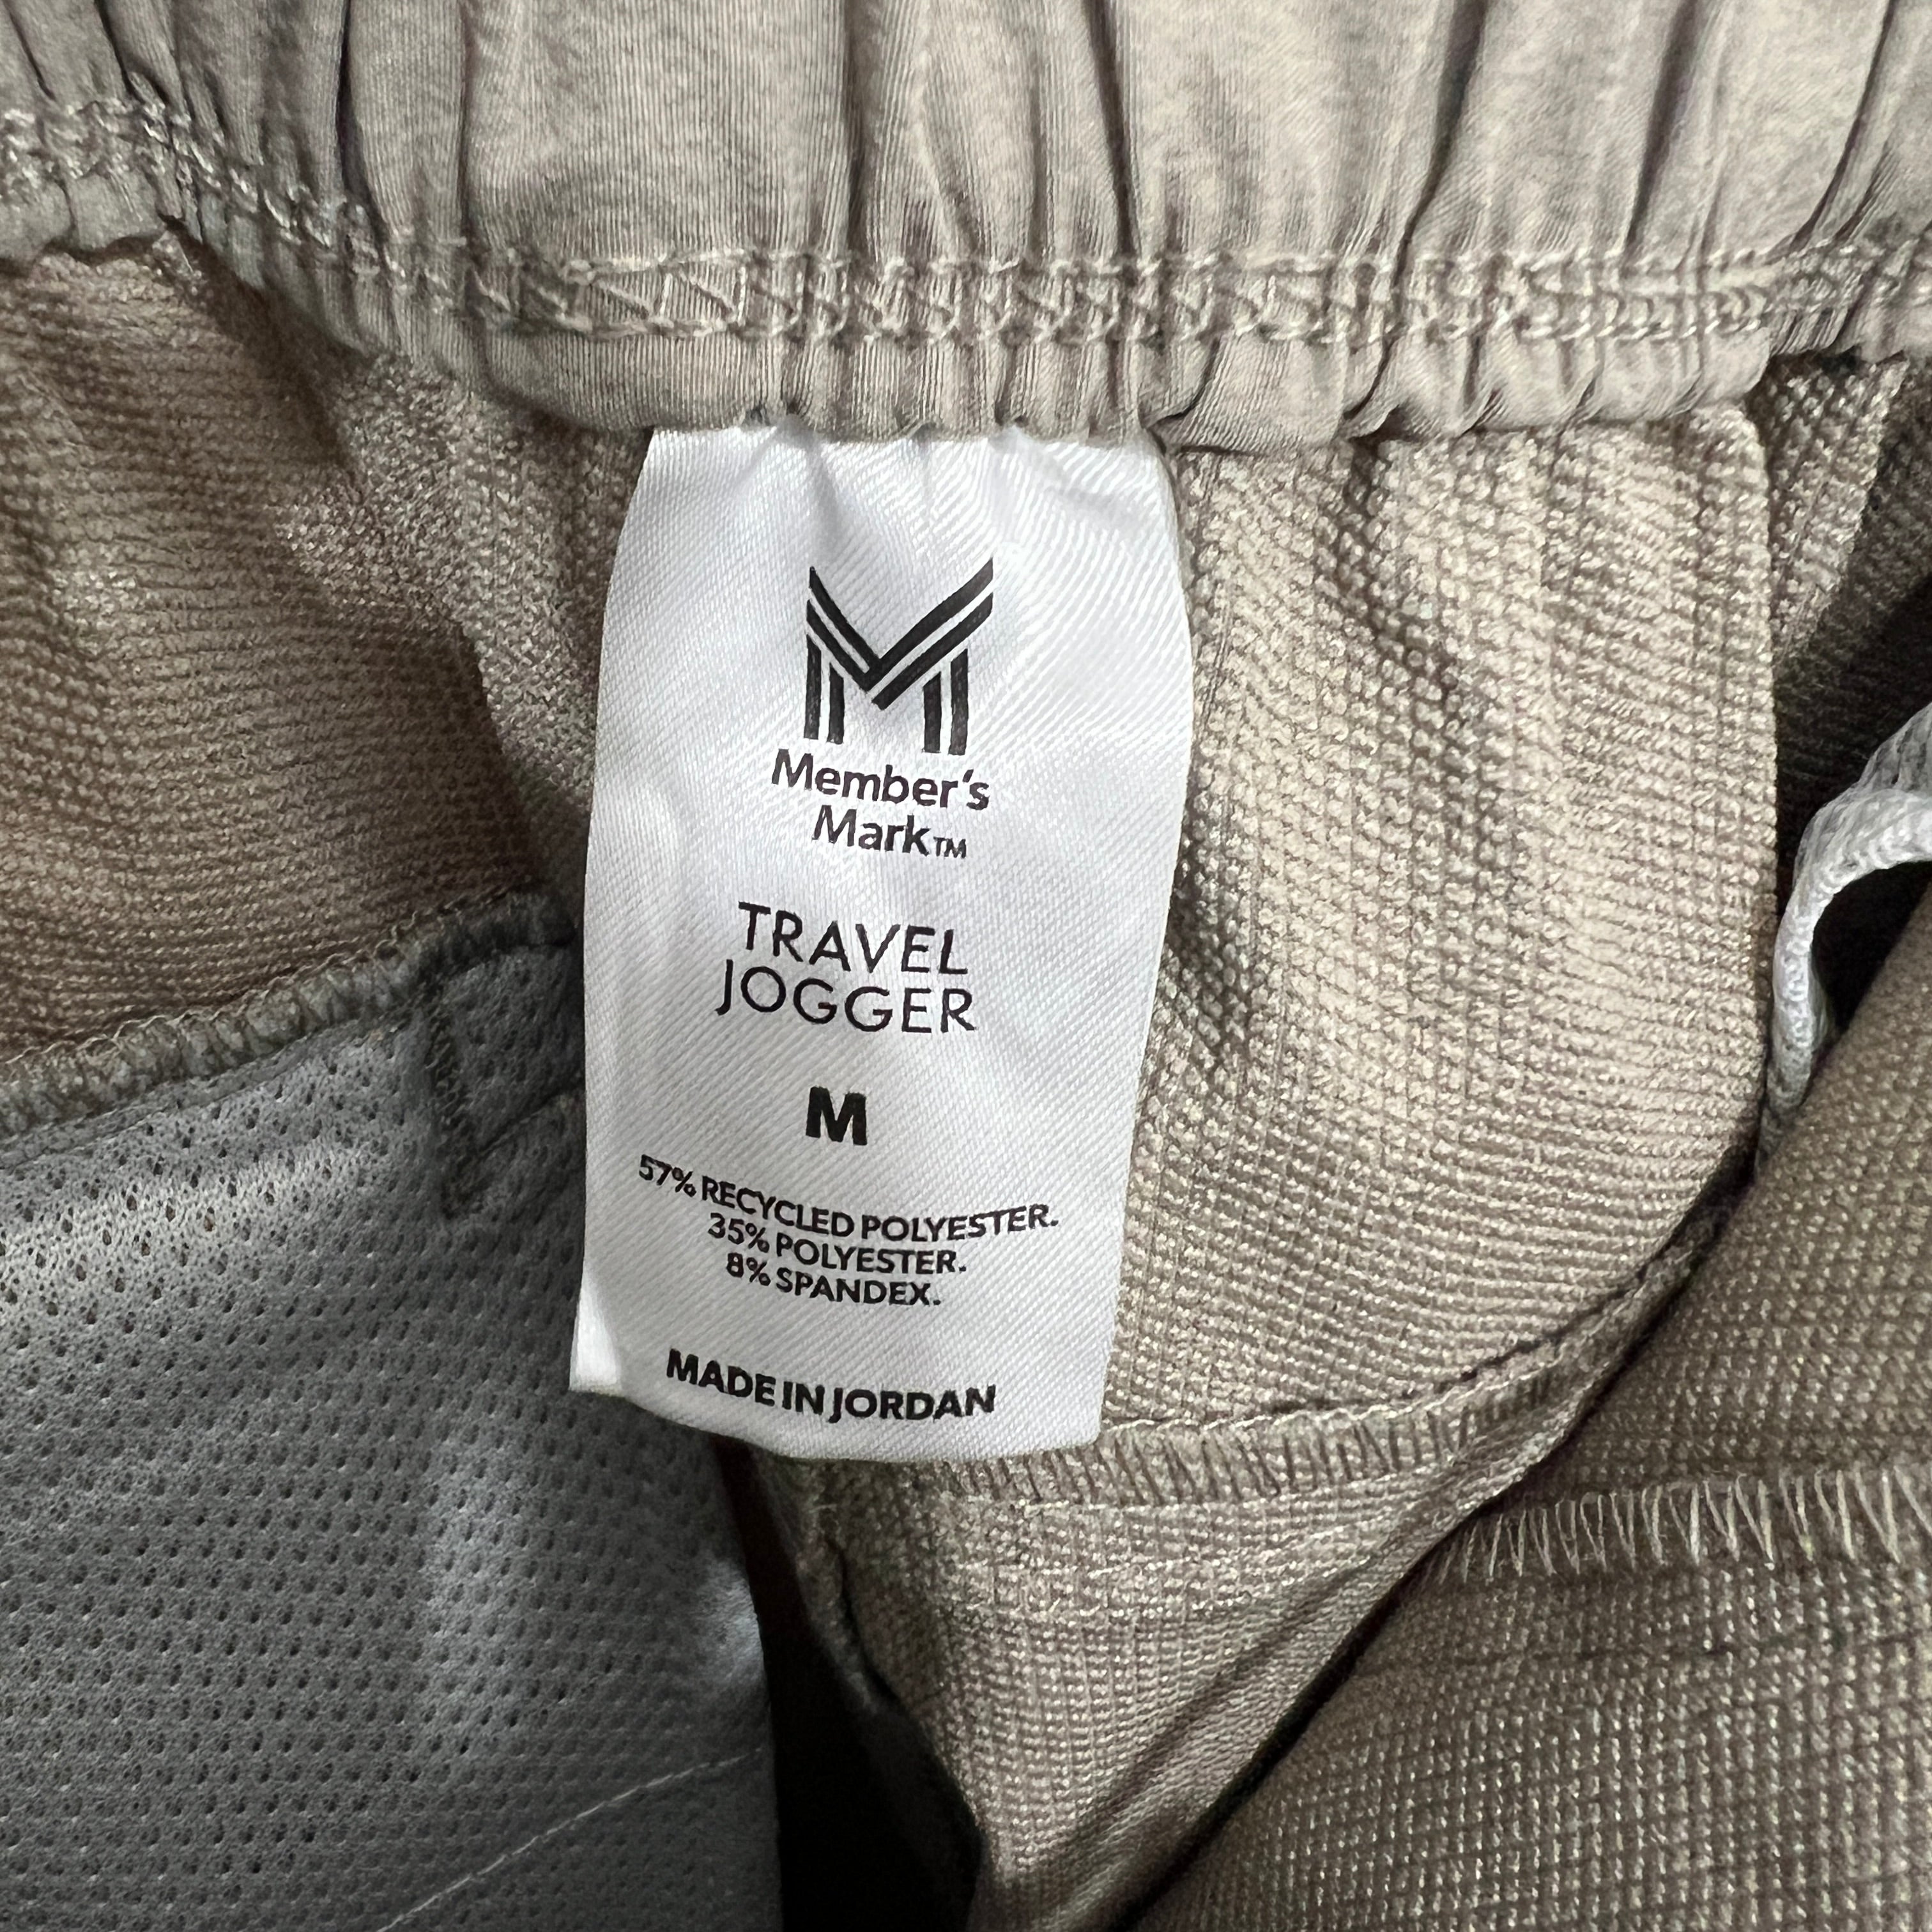 Member's
Mark™
TRAVEL
JOGGER
M
57% RECYCLED POLYESTER.
35% POLYESTER.
8% SPANDEX.
MADE IN JORDAN